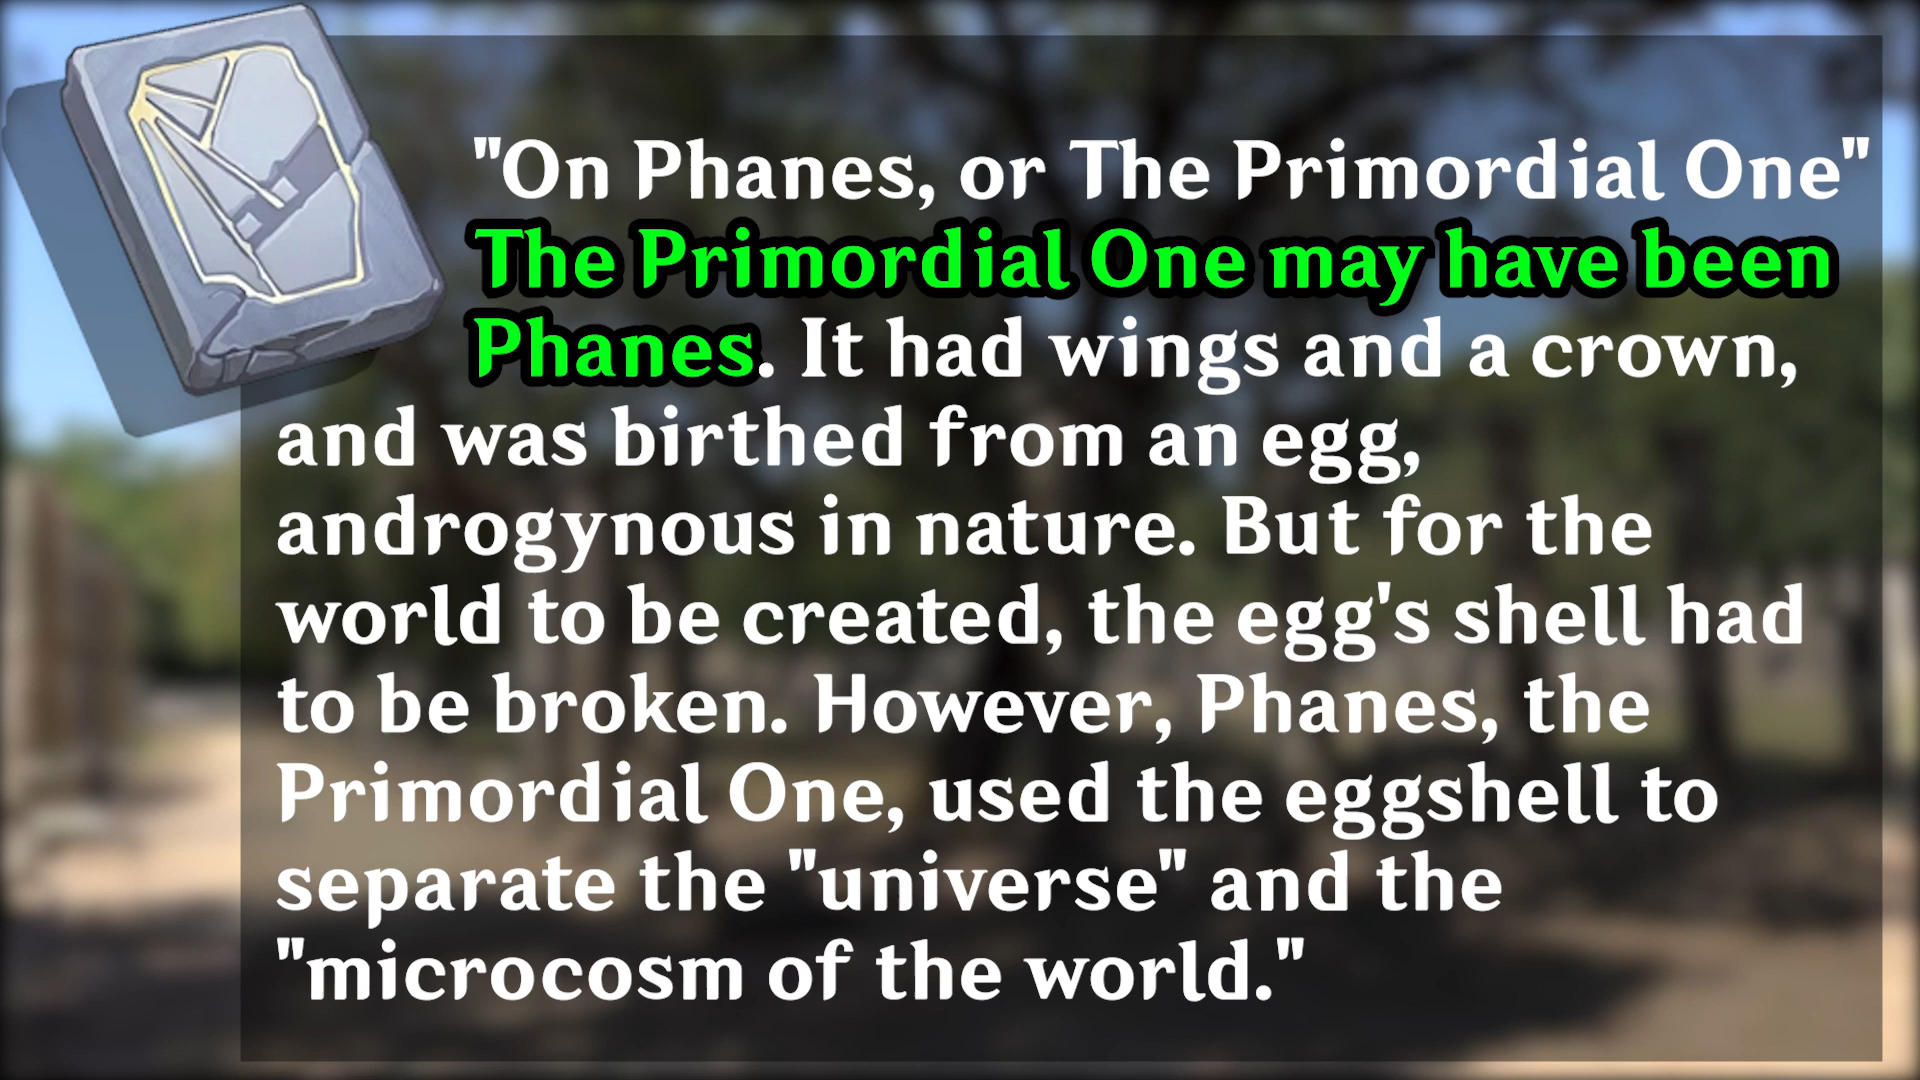 "On Phanes, or The Primordial One"
The Primordial One may have been
Phanes. It had wings and a crown,
and was birthed from an egg,
androgynous in nature. But for the
world to be created, the egg's shell had
to be broken. However, Phanes, the
Primordial One, used the eggshell to
separate the "universe" and the
"microcosm of the world."